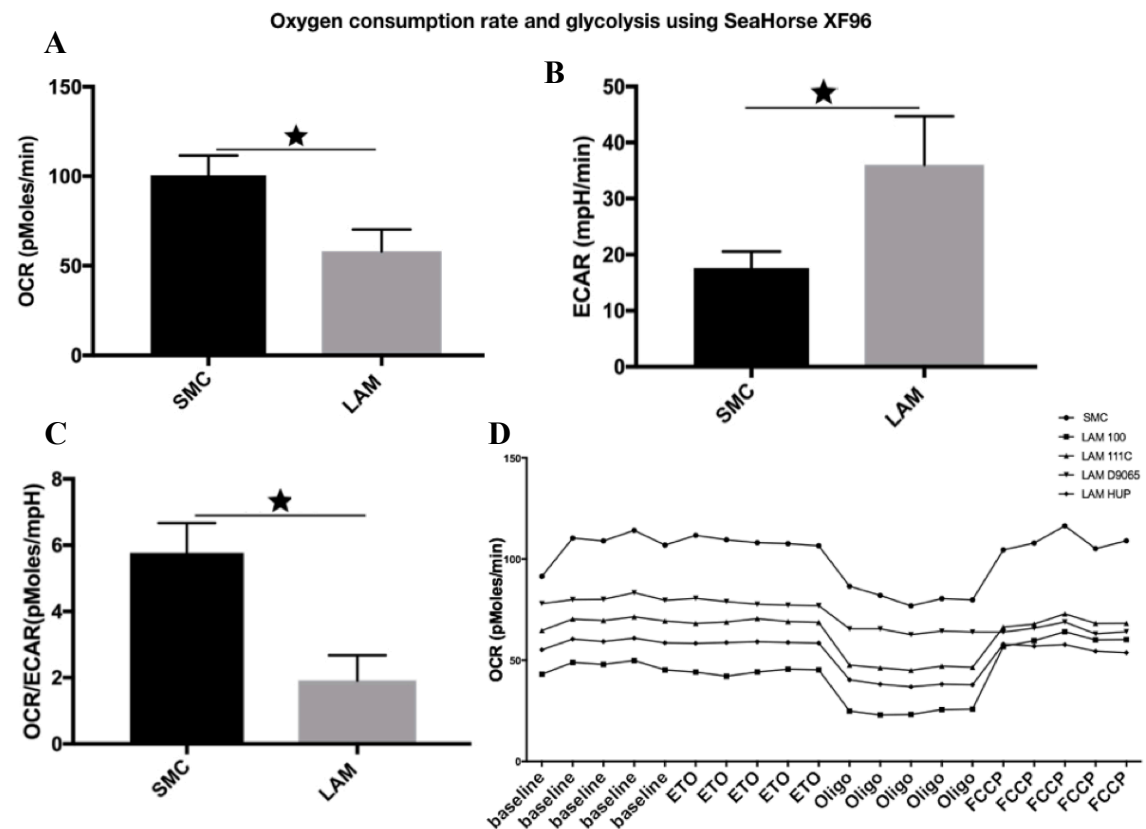 Oxygen consumption rate and glycolysis using SeaHorse XF96
A
OCR (pMoles/min)
150
100
50
0
SMC
LAM
B
ECAR (mpH/min)
50
40
30
20
10
0
SMC
LAM
C
OCR/ECAR(pMoles/mpH)
8
6
4
2
0
SMC
LAM
D
SMC
LAM 100
LAM 111C
LAM D9065
LAM HUP
OCR (pMoles/min)
150
100
50
0
baseline
baseline
baseline
baseline
baseline
ETO
ETO
ETO
ETO
ETO
Oligo
Oligo
Oligo
Oligo
Oligo
FCCP
FCCP
FCCP
FCCP
FCCP